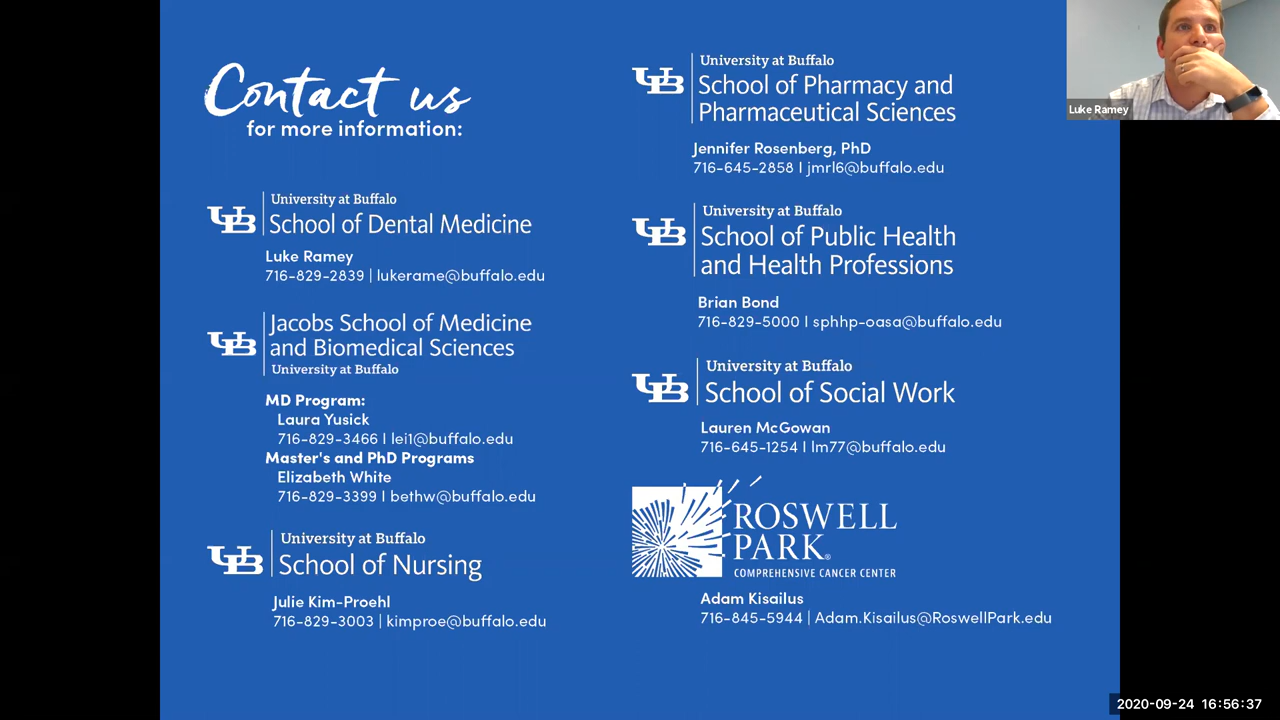 Contact us
for more information:
UB
University at Buffalo
School of Dental Medicine
Luke Ramey
716-829-2839 | lukerame@buffalo.edu
UB
Jacobs School of Medicine
and Biomedical Sciences
University at Buffalo
MD Program:
Laura Yusick
716-829-3466 I lei1@buffalo.edu
Master's and PhD Programs
Elizabeth White
716-829-3399 I bethw@buffalo.edu
UB
University at Buffalo
School of Nursing
Julie Kim-Proehl
716-829-3003 | kimproe@buffalo.edu
UB
University at Buffalo
School of Pharmacy and
Pharmaceutical Sciences
Jennifer Rosenberg, PhD
716-645-2858 I jmrl6@buffalo.edu
UB
University at Buffalo
School of Public Health
and Health Professions
Brian Bond
716-829-5000 I sphhp-oasa@buffalo.edu
UB
University at Buffalo
School of Social Work
Lauren McGowan
716-645-1254 I lm77@buffalo.edu
ROSWELL
PARK®
COMPREHENSIVE CANCER CENTER
Adam Kisailus
716-845-5944 | Adam.Kisailus@RoswellPark.edu
Luke Ramey
2020-09-24 16:56:37